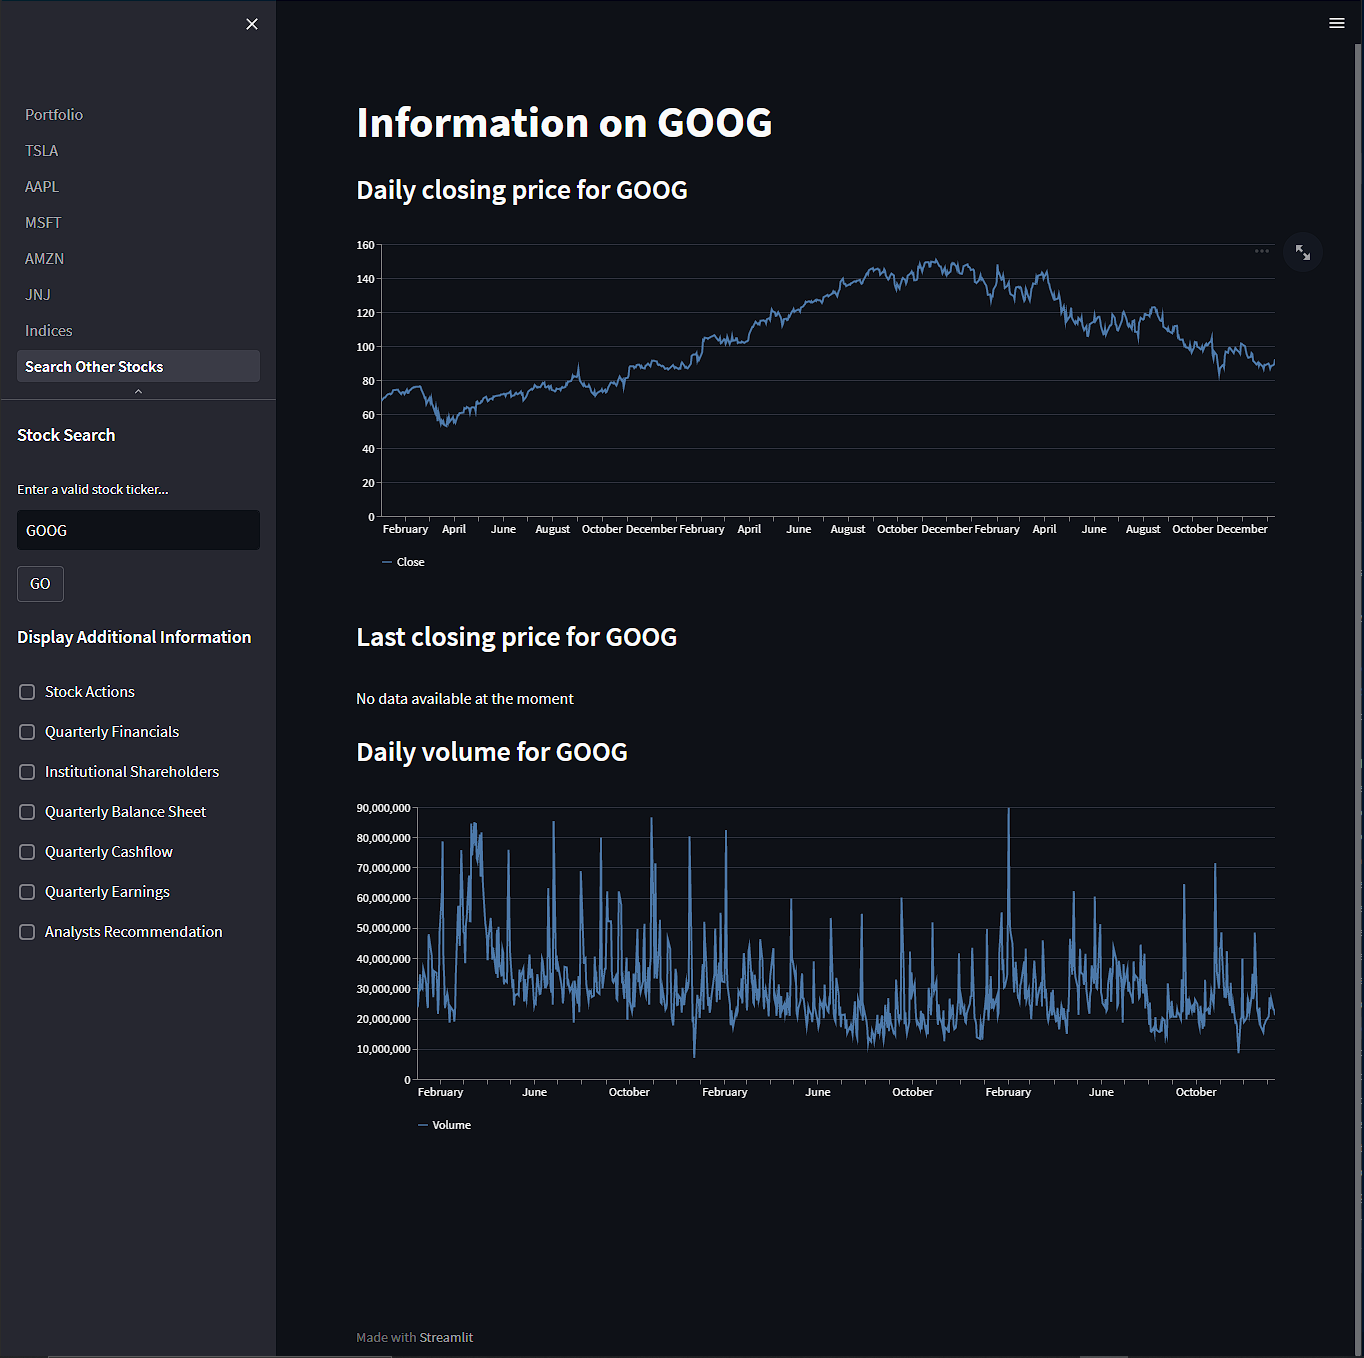 Portfolio
TSLA
AAPL
MSFT
AMZN
JNJ
Indices
Search Other Stocks
Stock Search
Enter a valid stock ticker...
GOOG
GO
Display Additional Information
Stock Actions
Quarterly Financials
Institutional Shareholders
Quarterly Balance Sheet
Quarterly Cashflow
Quarterly Earnings
Analysts Recommendation
Information on GOOG
Daily closing price for GOOG
160
140
120
100
80
60
40
20
0
February April June August October December February April June August October December February April June August October December
Close
Last closing price for GOOG
No data available at the moment
Daily volume for GOOG
90,000,000
80,000,000
70,000,000
60,000,000
50,000,000
40,000,000
30,000,000
20,000,000
10,000,000
0
February June October February June October February June October
Volume
Made with Streamlit